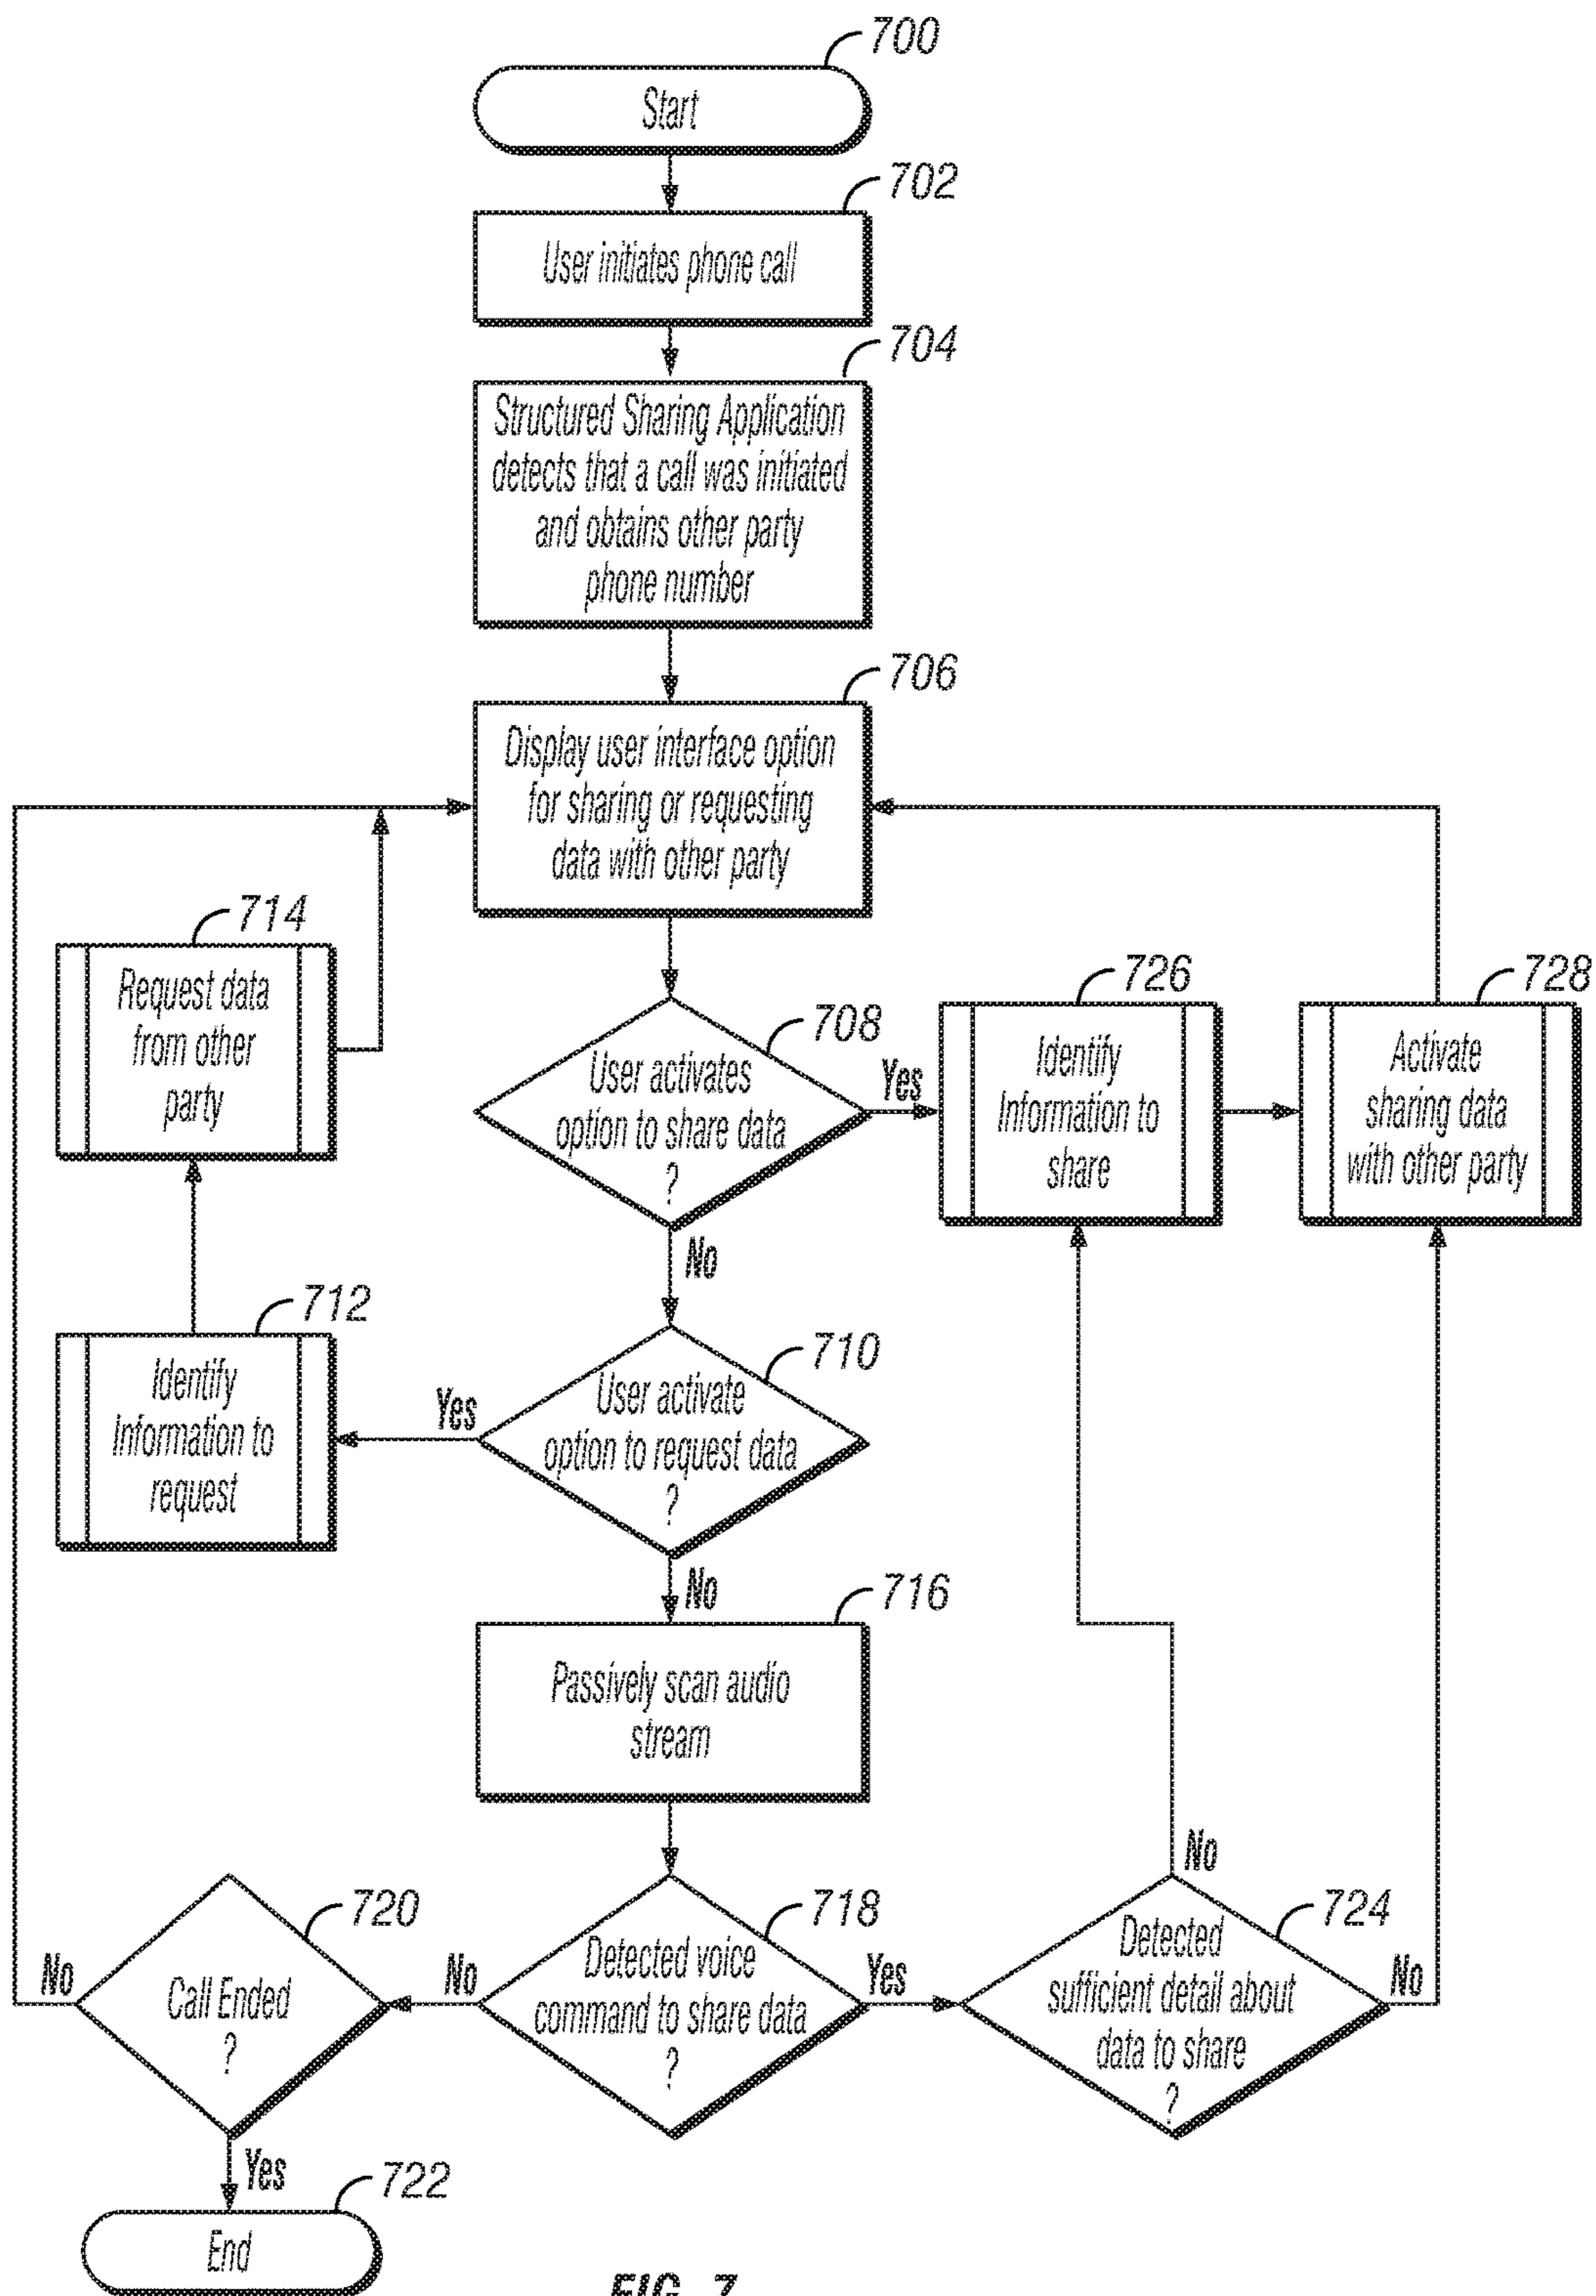 700
Start
702
User initiates phone call
704
Structured Sharing Application
detects that a call was initiated
and obtains other party
phone number
706
Display user interface option
for sharing or requesting
data with other party
714
Request data
from other
party
708
User activates
option to share data
?
Yes
No
726
Identify
Information to
share
728
Activate
sharing data
with other party
712
Identify
Information to
request
710
User activate
option to request data
?
Yes
No
716
Passively scan audio
stream
720
Call Ended
?
No
Yes
718
Detected voice
command to share data
?
No
Yes
724
Detected
sufficient detail about
data to share
?
No
No
722
End
FIG. 7